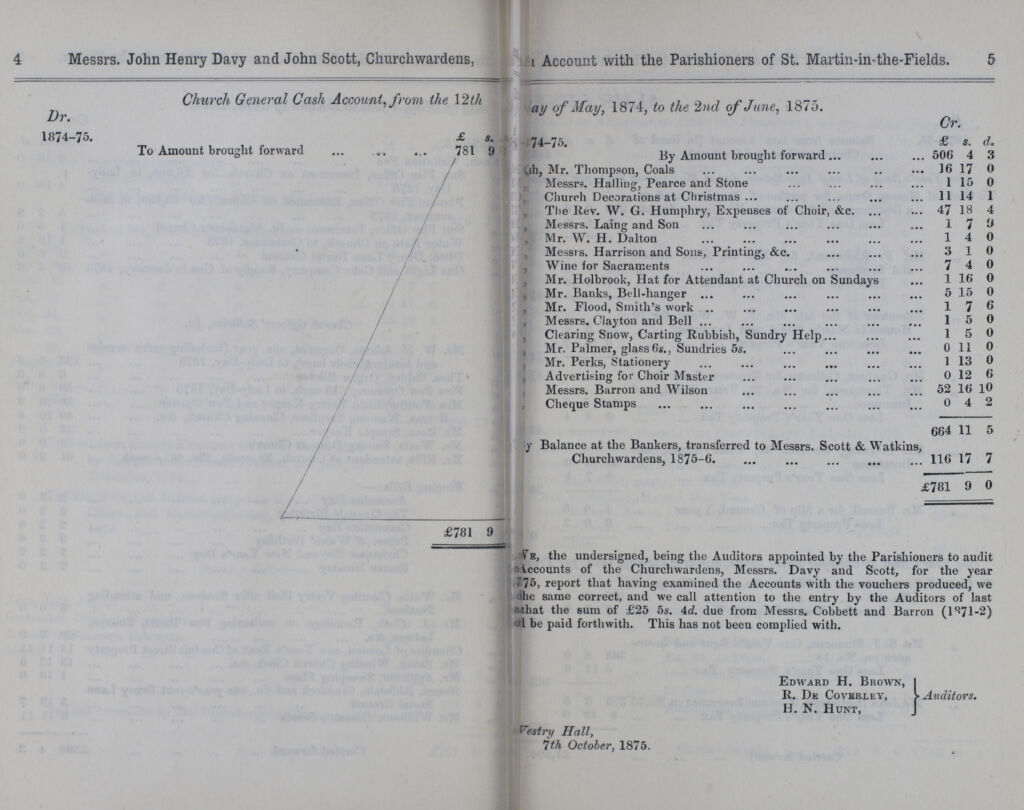 4 Messrs. John Henry Davy and John Scott, Churchwardens,
Church General Cash Account, from the 12th
Dr.
1874-75. £ s.
To Amount brought forward ... ... ... 781 9
£781 9
Account with the Parishioners of St. Martin-in-the-Fields. 5
ay of May, 1874, to the 2nd of June, 1875.
Cr.
74-75. £ s. d.
By Amount brought forward ... ... ... 506 4 3
Mr. Thompson, Coals ... ... ... ... ... ... 16 17 0
Messrs. Halling, Pearce and Stone ... ... ... ... 1 15 0
Church Decorations at Christmas ... ... ... ... ... 11 14 1
The Rev. W. G. Humphry, Expenses of Choir, &c. ... ... 47 18 4
Messrs. Laing and Son ... ... ... ... ... ... 1 7 9
Mr. W. H. Dalton ... ... ... ... ... ... 1 4 0
Messrs. Harrison and Sons, Printing, &c. ... ... ... 3 1 0
Wine for Sacraments ... ... ... ... ... ... 7 4 0
Mr. Holbrook, Hat for Attendant at Church on Sundays ... 1 16 0
Mr. Banks, Bell-hanger ... ... ... ... ... ... 5 15 0
Mr. Flood, Smith's work ... ... ... ... ... ... 1 7 6
Messrs. Clayton and Bell ... ... ... ... ... ... 1 5 0
Clearing Snow, Carting Rubbish, Sundry Help ... ... ... 1 5 0
Mr. Palmer, glass 6s., Sundries 5s. ... ... ... ... 0 11 0
Mr. Perks, Stationery ... ... ... ... ... ... 1 13 0
Advertising for Choir Master ... ... ... ... ... 0 12 6
Messrs. Barron and Wilson ... ... ... ... ... 52 16 10
Cheque Stamps ... ... ... ... ... ... ... 0 4 2
664 11 5
y Balance at the Bankers, transferred to Messrs. Scott & Watkins,
Churchwardens, 1875-6. ... ... ... ... ... 116 17 7
£781 9 0
the undersigned, being the Auditors appointed by the Parishioners to audit
Accounts of the Churchwardens, Messrs. Davy and Scott, for the year
75, report that having examined the Accounts with the vouchers produced, we
the same correct, and we call attention to the entry by the Auditors of last
that the sum of £25 5s. 4d. due from Messrs. Cobbett and Barron (1871-2)
be paid forthwith. This has not been complied with.
Edward H. Brown,
R. De Coverley, } Auditors.
H. N. Hunt,
Vestry Hall,
7th October, 1875.